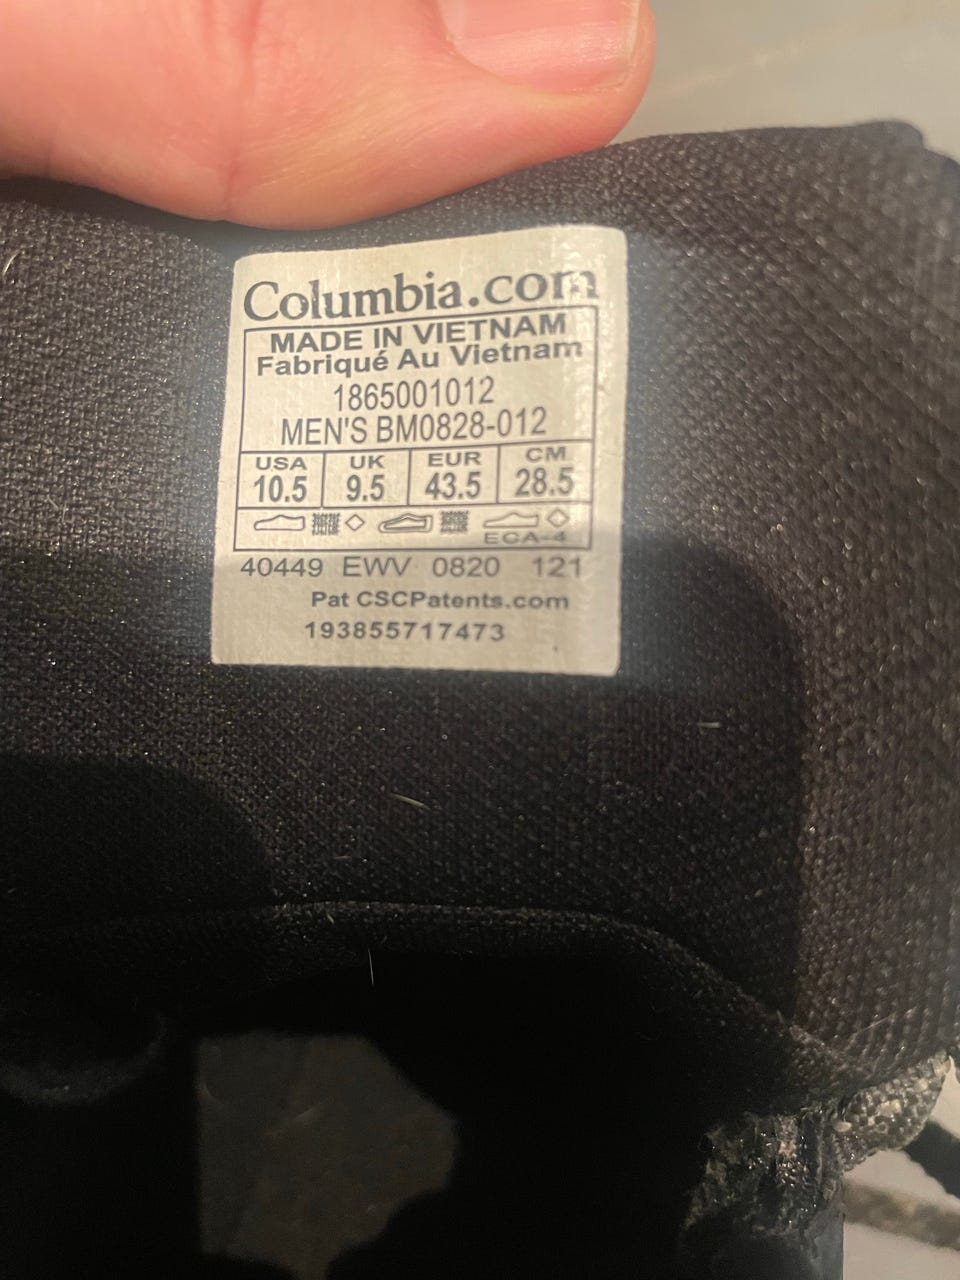 Columbia.com
MADE IN VIETNAM
Fabriqué Au Vietnam
1865001012
MEN'S BM0828-012
USA UK EUR CM
10.5 9.5 43.5 28.5
ECA-4
40449 EWV 0820 121
Pat CSCPatents.com
193855717473